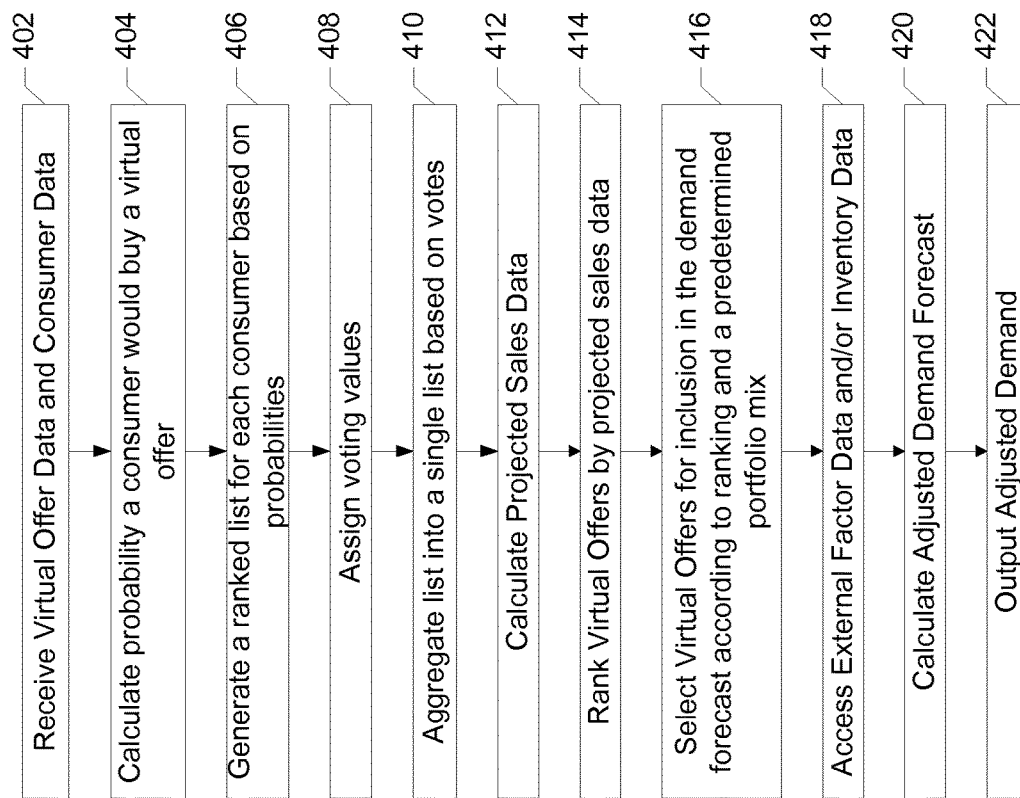 Receive Virtual Offer Data and Consumer Data
402
Calculate probability a consumer would buy a virtual
offer
404
Generate a ranked list for each consumer based on
probabilities
406
Assign voting values
408
Aggregate list into a single list based on votes
410
Calculate Projected Sales Data
412
Rank Virtual Offers by projected sales data
414
Select Virtual Offers for inclusion in the demand
forecast according to ranking and a predetermined
portfolio mix
416
Access External Factor Data and/or Inventory Data
418
Calculate Adjusted Demand Forecast
420
Output Adjusted Demand
422